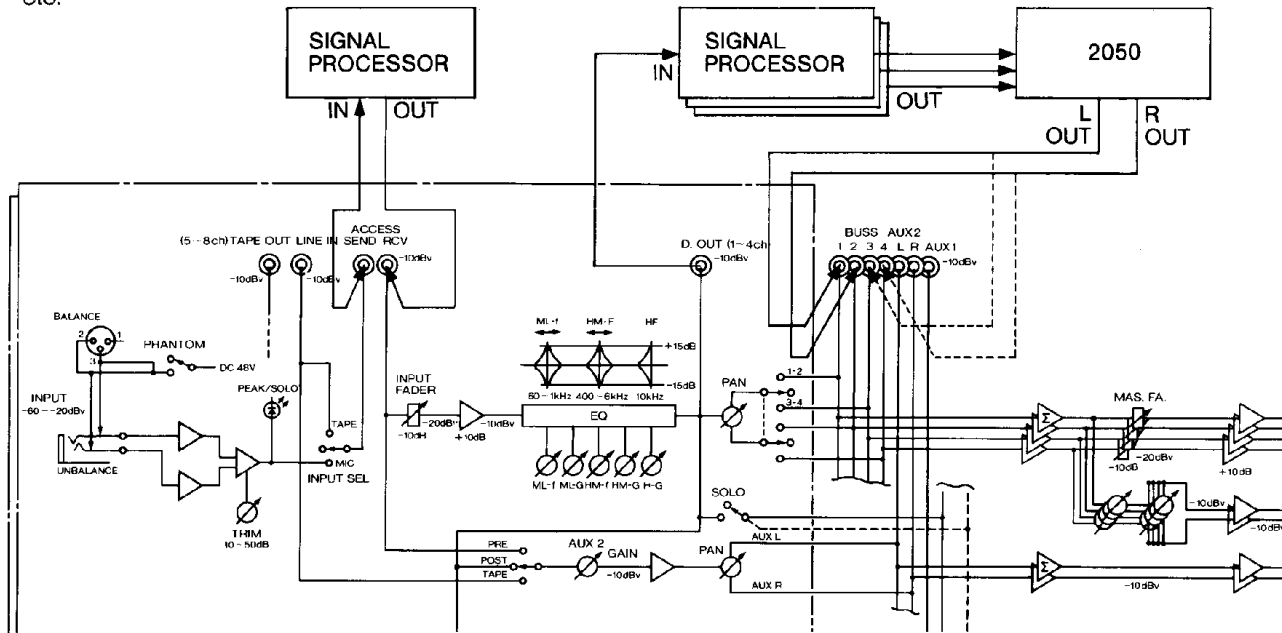 etc.
SIGNAL PROCESSOR
IN OUT
SIGNAL PROCESSOR
IN
OUT
2050
L OUT
R OUT
(5--8ch) TAPE OUT LINE IN
ACCESS
SEND RCV
-10dBv
-10dBv
-10dBv
D. OUT (1~4ch)
-10dBv
BUSS AUX2
1 2 3 4 L R AUX1
-10dBv
BALANCE
2 1
3
PHANTOM
DC 48V
INPUT
-60--20dBv
UNBALANCE
PEAK/SOLO
TRIM
10~50dB
TAPE
MIC
INPUT SEL
INPUT FADER
-10dH
-20dBv
+10dB
-10dBv
ML-f HM-F HF
+15dB
-15dB
60~1kHz 400~6kHz 10kHz
EQ
ML-f ML-G HM-f HM-G H-G
PAN
1-2
3-4
SOLO
PRE
POST
TAPE
AUX 2
GAIN
-10dBv
PAN
AUX L
AUX R
Σ
MAS. FA.
-10dB
-20dBv
+10dB
-10dBv
-10dBv
Σ
-10dBv